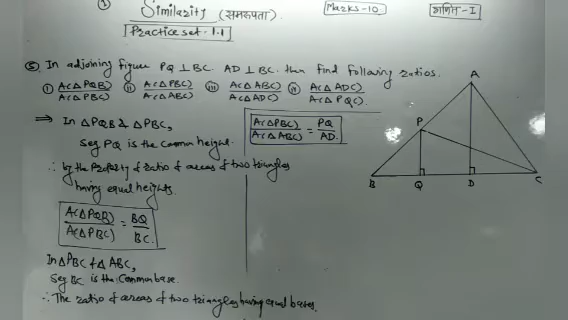 ①
Similarity (समरूपता).
Marks-10.
गणित-I
Practice set. 1.1
⑤ In adjoining figure PQ ⊥ BC. AD ⊥ BC. then find following ratios.
① A(△PQB)/A(△PBC) ② A(△PBC)/A(△ABC) ③ A(△ABC)/A(△ADC) ④ A(△ADC)/A(△PQC).
⇒ In △PQB & △PBC,
Seg PQ is the common height.
∴ by the Property of ratio of areas of two triangles
having equal heights.
A(△PQB)/A(△PBC) = BQ/BC.
In △PBC & △ABC,
Seg BC is the Common base.
∴ The ratio of areas of two triangles having equal bases.
A(△PBC)/A(△ABC) = PQ/AD.
A
P
B
Q
D
C